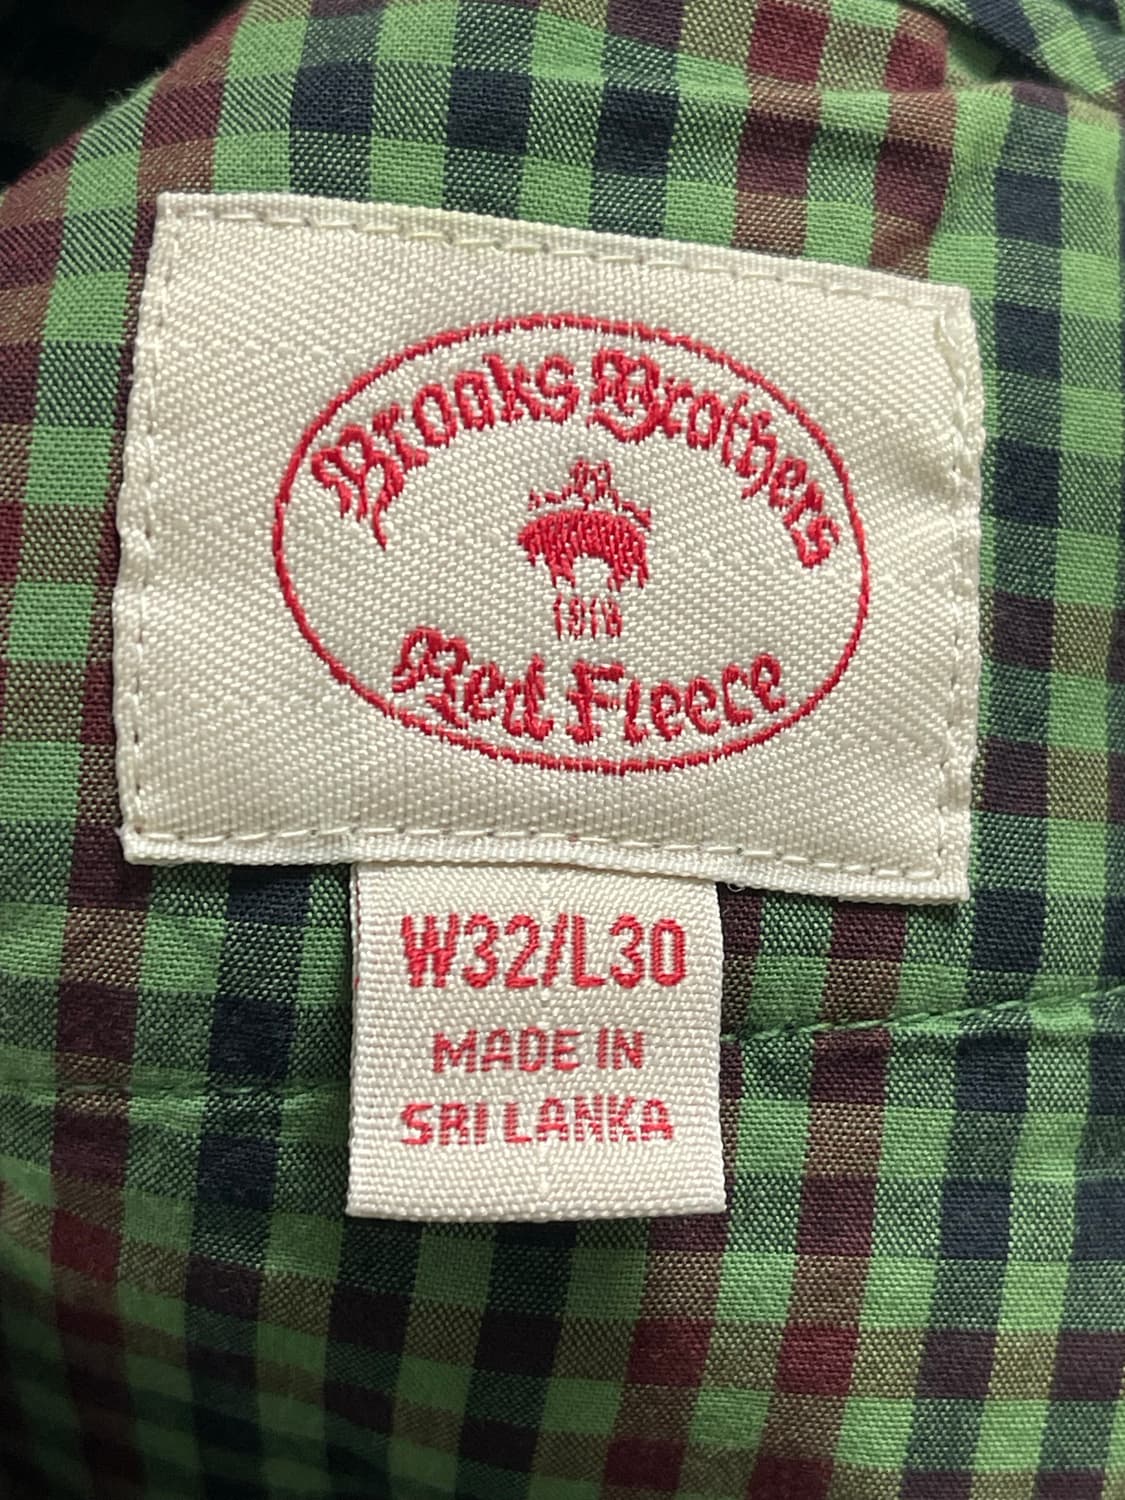 Brooks Brothers
1818
Red Fleece
W32/L30
MADE IN
SRI LANKA